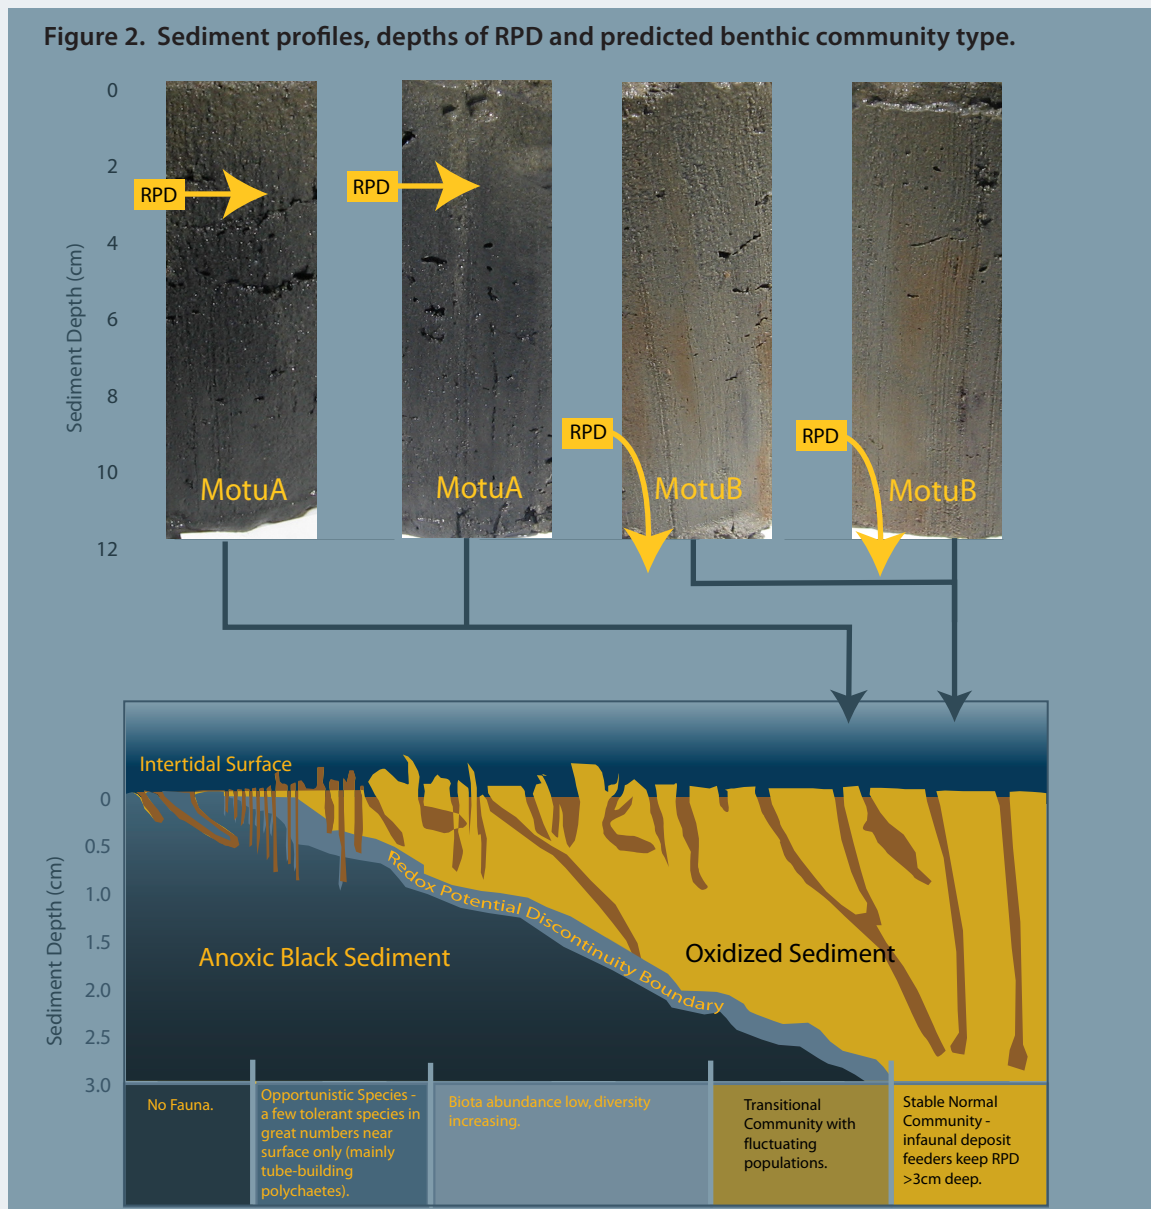 Figure 2. Sediment profiles, depths of RPD and predicted benthic community type.
0
2
4
6
8
10
12
Sediment Depth (cm)
RPD
RPD
RPD
RPD
MotuA
MotuA
MotuB
MotuB
Intertidal Surface
0
0.5
1.0
1.5
2.0
2.5
3.0
Sediment Depth (cm)
Redox Potential Discontinuity Boundary
Anoxic Black Sediment
Oxidized Sediment
No Fauna.
Opportunistic Species -
a few tolerant species in
great numbers near
surface only (mainly
tube-building
polychaetes).
Biota abundance low, diversity
increasing.
Transitional
Community with
fluctuating
populations.
Stable Normal
Community -
infaunal deposit
feeders keep RPD
>3cm deep.